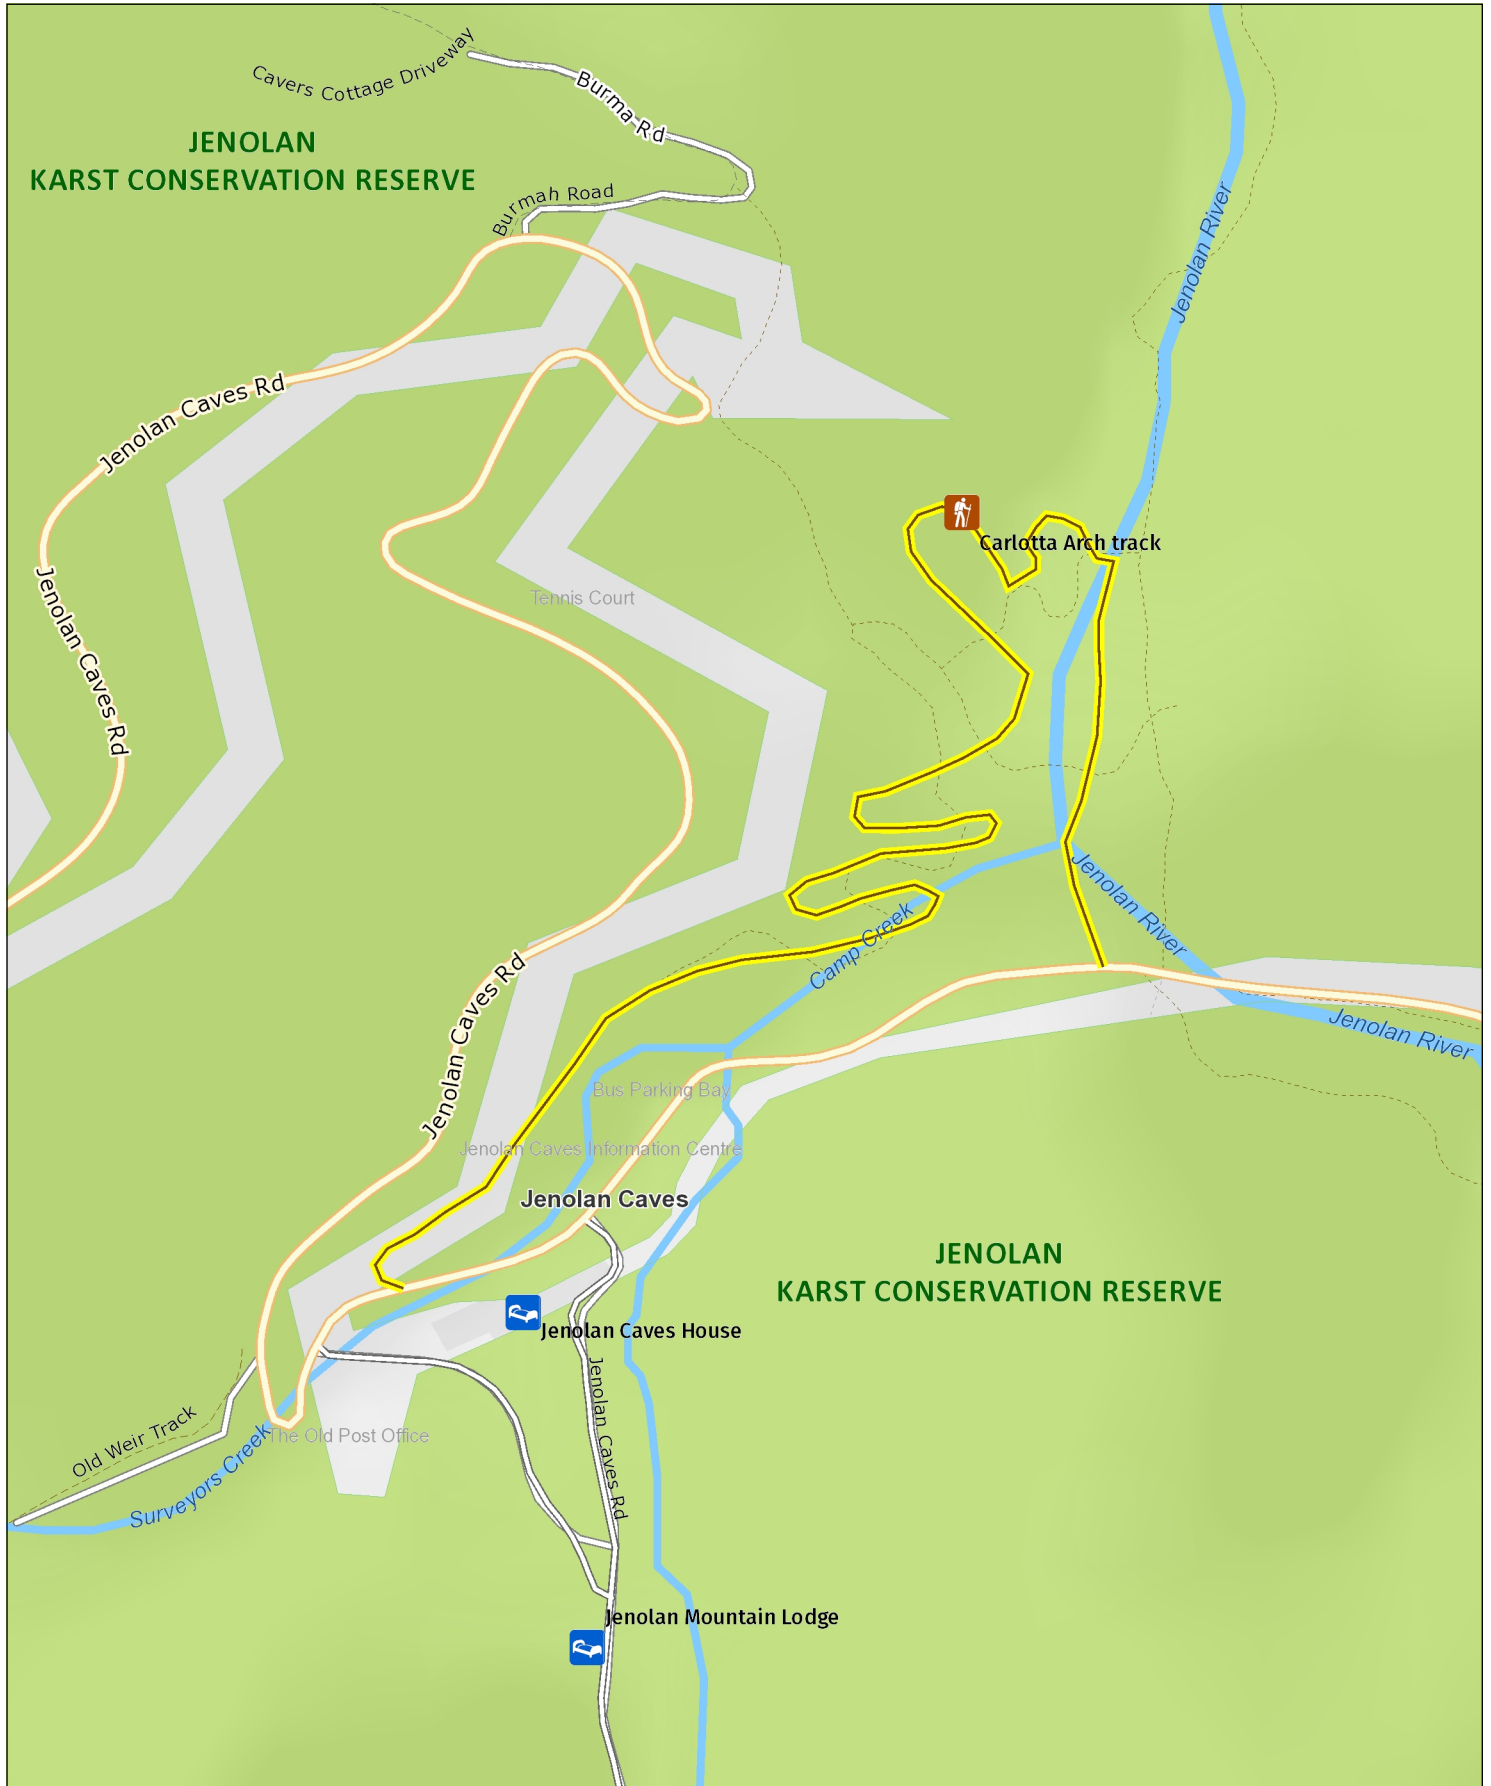 Cavers Cottage Driveway
Burma Rd
JENOLAN
KARST CONSERVATION RESERVE
Burmah Road
Jenolan River
Jenolan Caves Rd
Carlotta Arch track
Jenolan Caves Rd
Tennis Court
Jenolan River
Camp Creek
Jenolan Caves Rd
Jenolan River
Bus Parking Bay
Jenolan Caves Information Centre
Jenolan Caves
JENOLAN
KARST CONSERVATION RESERVE
Jenolan Caves House
Jenolan Caves Rd
Old Weir Track
The Old Post Office
Surveyors Creek
Jenolan Mountain Lodge